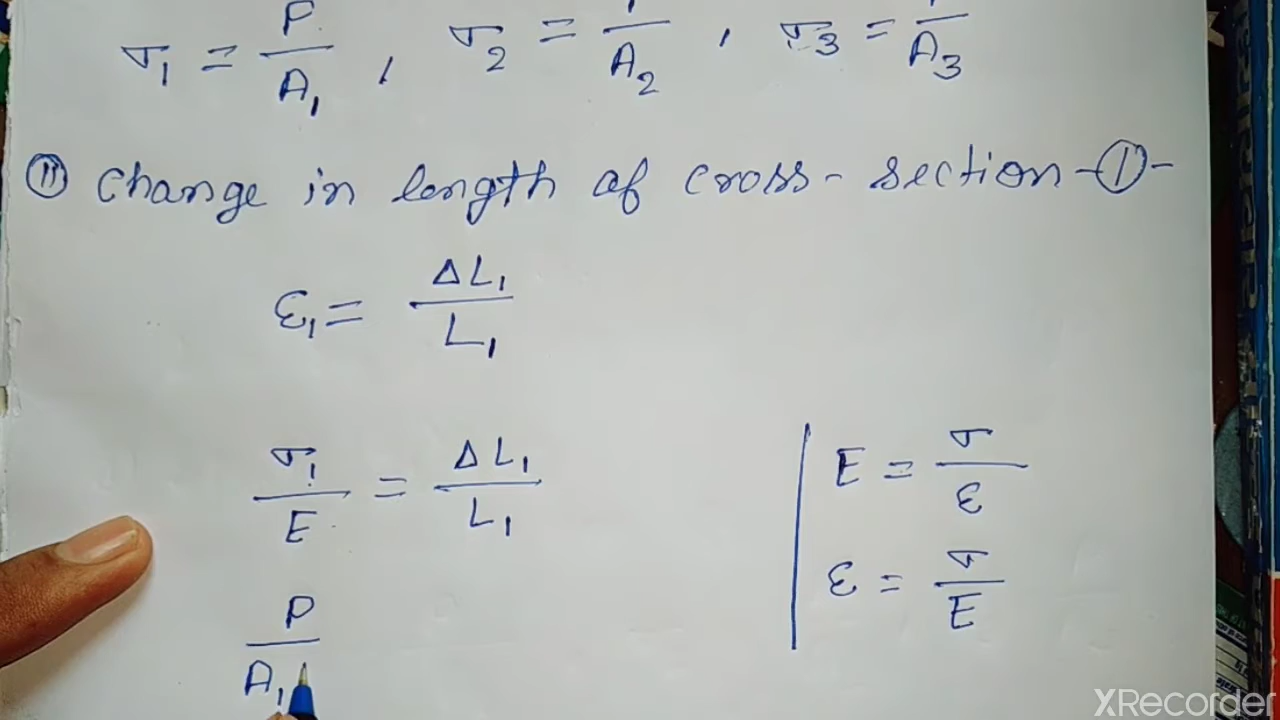 σ₁ = P/A₁ , σ₂ = P/A₂ , σ₃ = P/A₃
(ii) change in length of cross-section-①-
ε₁ = ΔL₁/L₁
σ₁/E = ΔL₁/L₁
E = σ/ε
ε = σ/E
P/A₁
XRecorder